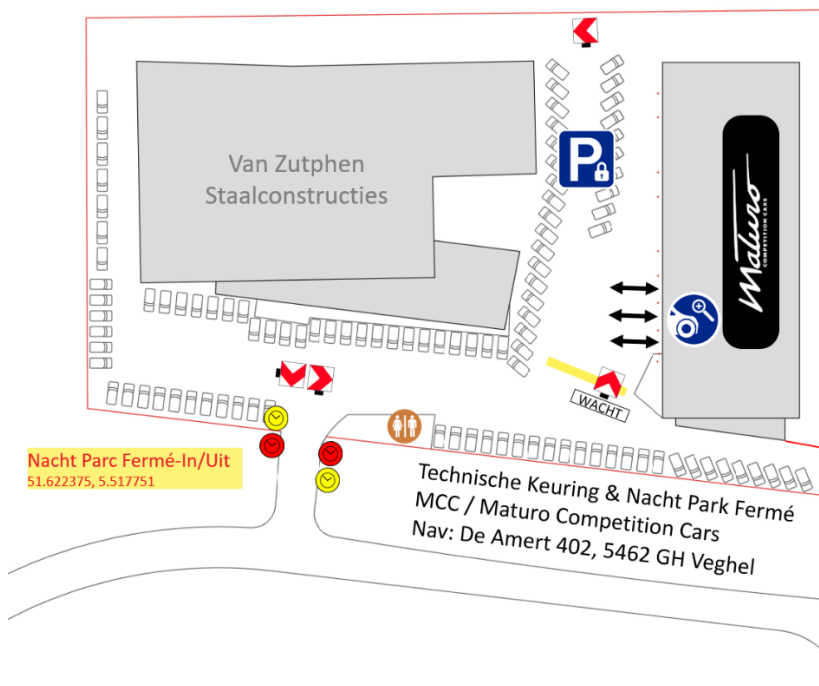 Van Zutphen
Staalconstructies
P
Maturo
COMPETITION CARS
WACHT
Nacht Parc Fermé-In/Uit
51.622375, 5.517751
Technische Keuring & Nacht Park Fermé
MCC / Maturo Competition Cars
Nav: De Amert 402, 5462 GH Veghel